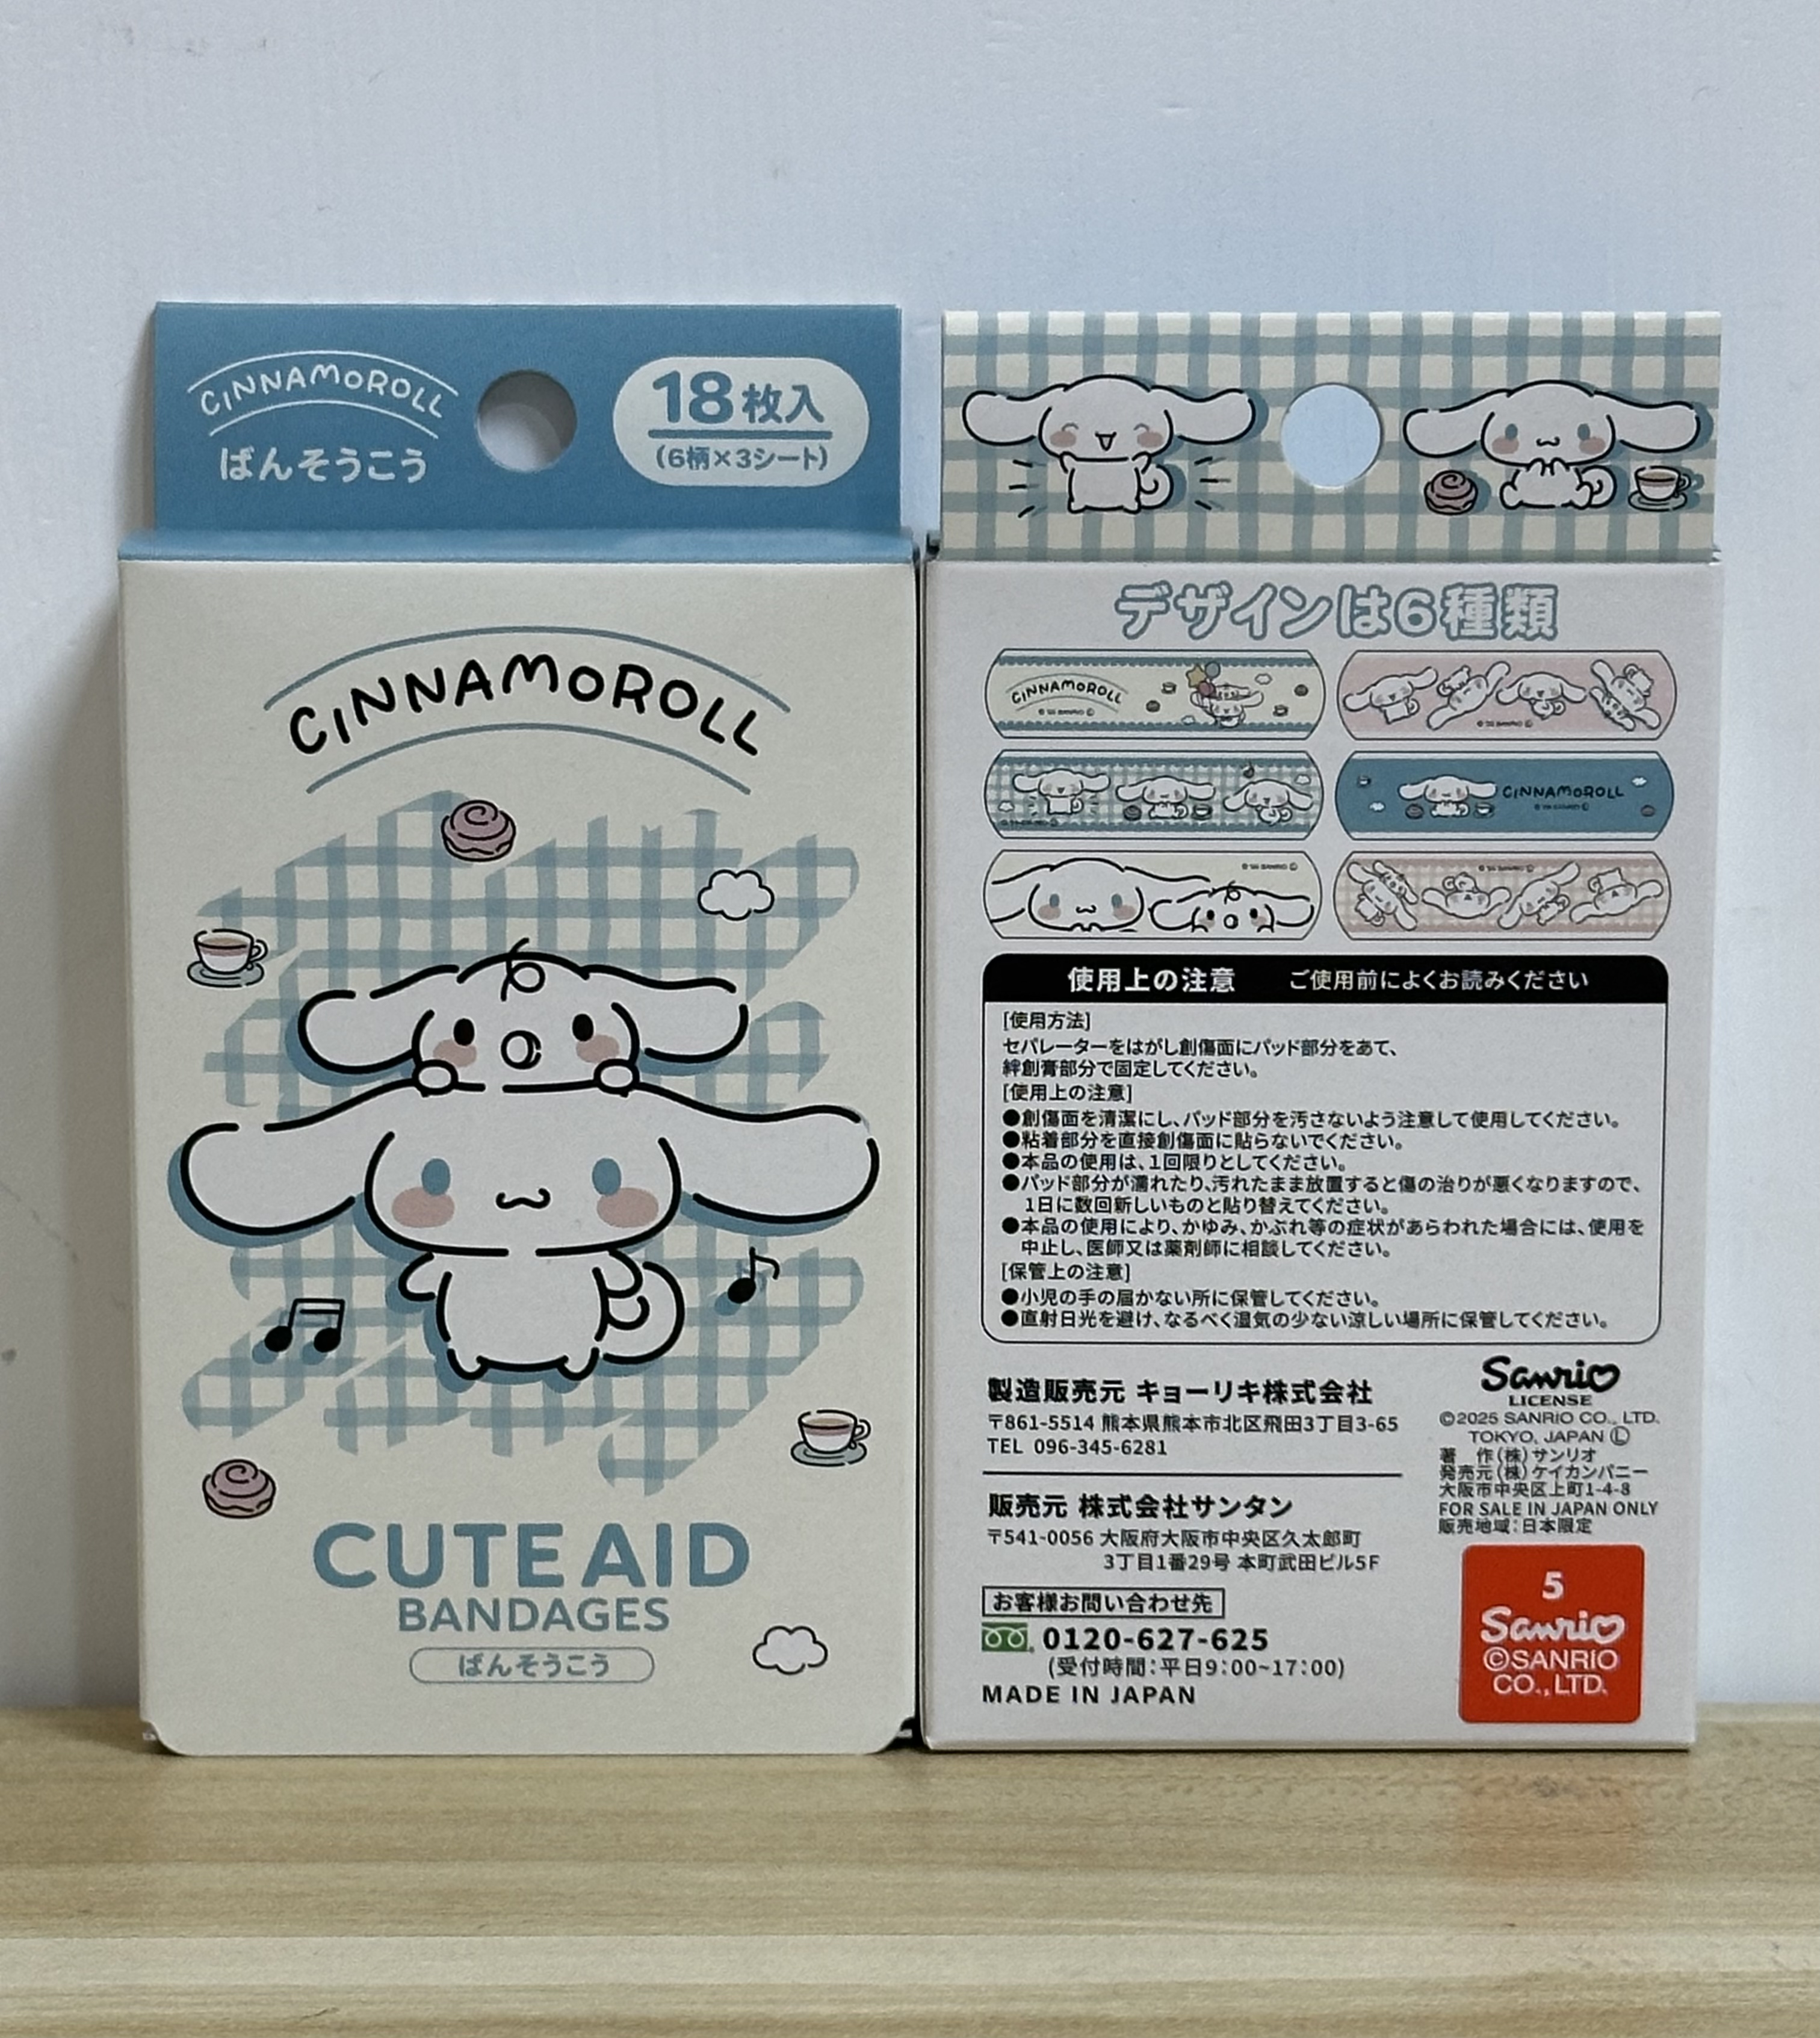 CINNAMOROLL
ばんそうこう
18枚入
(6柄×3シート)
CINNAMOROLL
CUTE AID
BANDAGES
ばんそうこう
デザインは6種類
CINNAMOROLL
CINNAMOROLL
使用上の注意 ご使用前によくお読みください
[使用方法]
セパレーターをはがし創傷面にパッド部分をあて、
絆創膏部分で固定してください。
[使用上の注意]
●創傷面を清潔にし、パッド部分を汚さないよう注意して使用してください。
●粘着部分を直接創傷面に貼らないでください。
●本品の使用は、1回限りとしてください。
●パッド部分が濡れたり、汚れたまま放置すると傷の治りが悪くなりますので、
1日に数回新しいものと貼り替えてください。
●本品の使用により、かゆみ、かぶれ等の症状があらわれた場合には、使用を
中止し、医師又は薬剤師に相談してください。
[保管上の注意]
●小児の手の届かない所に保管してください。
●直射日光を避け、なるべく湿気の少ない涼しい場所に保管してください。
製造販売元 キョーリキ株式会社
〒861-5514 熊本県熊本市北区飛田3丁目3-65
TEL 096-345-6281
販売元 株式会社サンタン
〒541-0056 大阪府大阪市中央区久太郎町
3丁目1番29号 本町武田ビル5F
お客様お問い合わせ先
0120-627-625
(受付時間:平日9:00~17:00)
MADE IN JAPAN
Sanrio
LICENSE
©2025 SANRIO CO., LTD.
TOKYO, JAPAN Ⓛ
著 作(株)サンリオ
発売元(株)ケイカンパニー
大阪市中央区上町1-4-8
FOR SALE IN JAPAN ONLY
販売地域:日本限定
5
Sanrio
©SANRIO
CO., LTD.